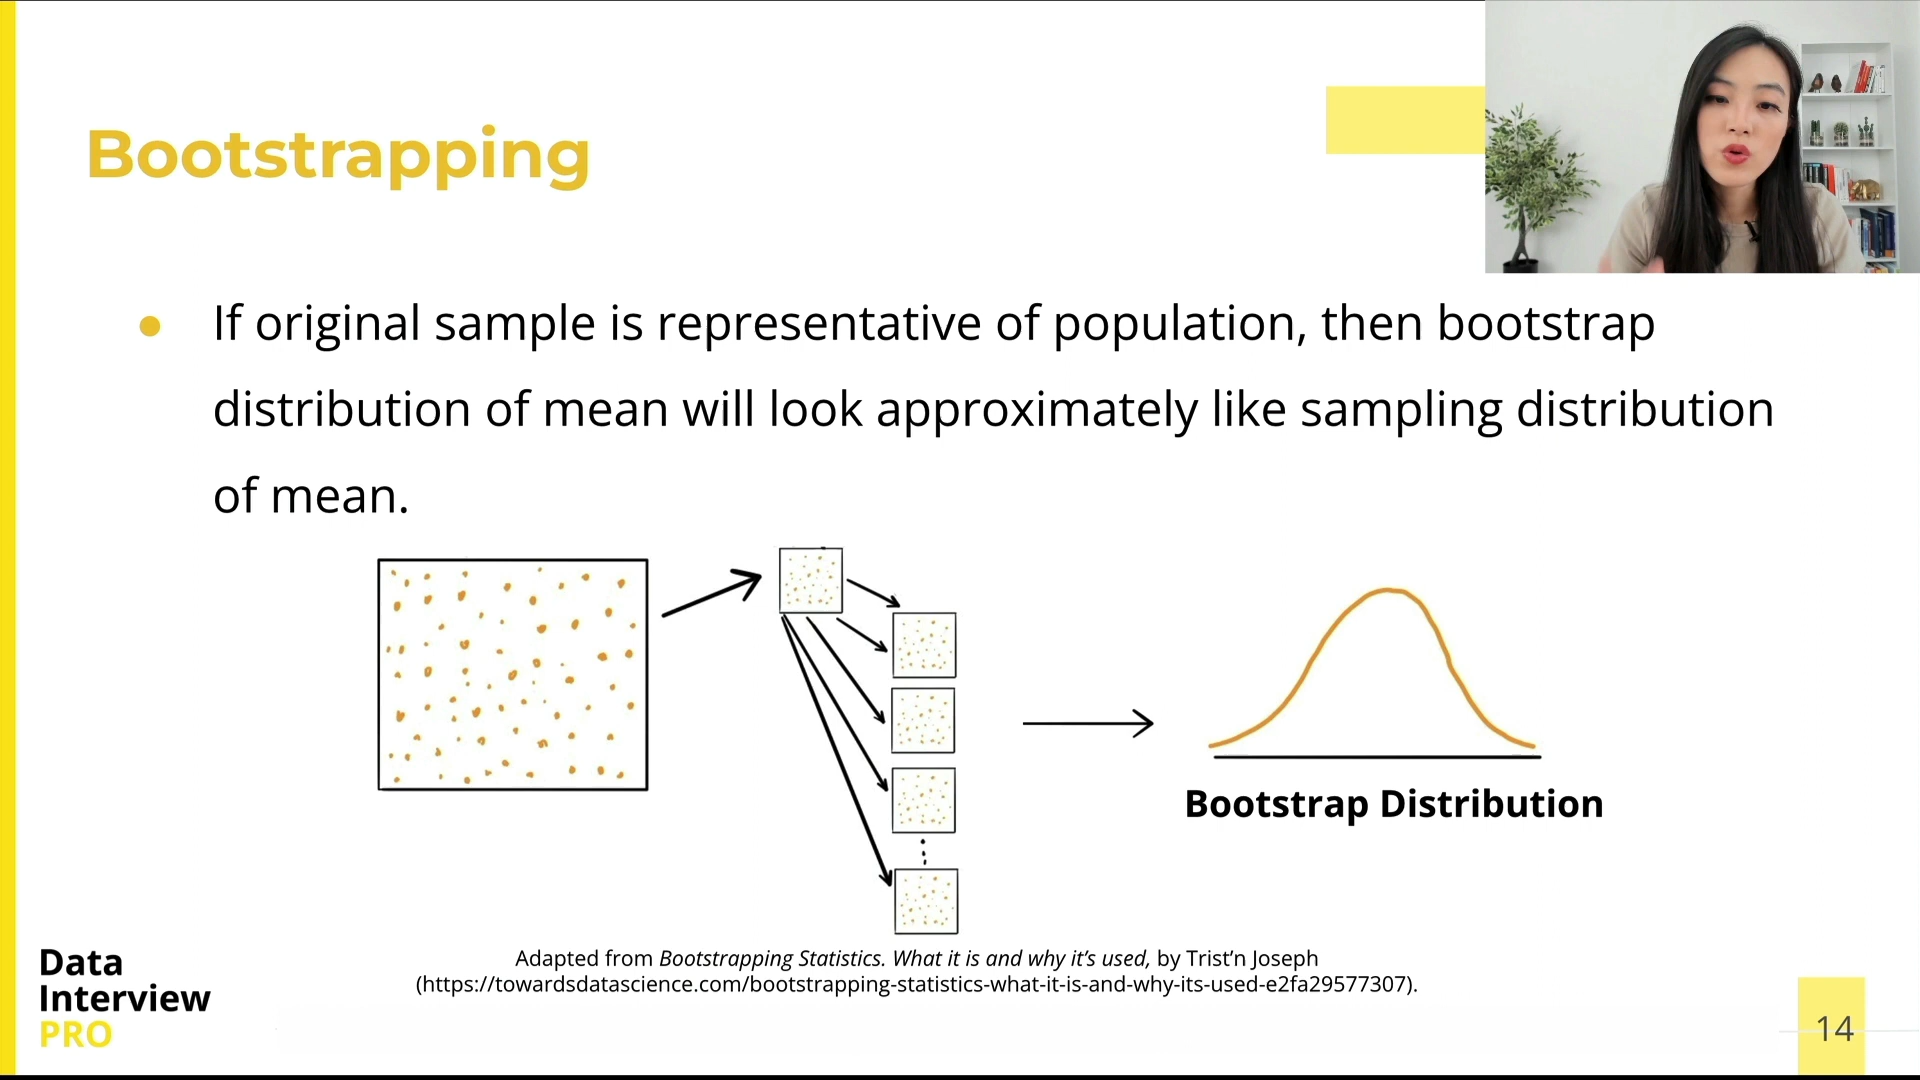 Bootstrapping
● If original sample is representative of population, then bootstrap
distribution of mean will look approximately like sampling distribution
of mean.
Bootstrap Distribution
Adapted from Bootstrapping Statistics. What it is and why it’s used, by Trist’n Joseph
(https://towardsdatascience.com/bootstrapping-statistics-what-it-is-and-why-its-used-e2fa29577307).
Data
Interview
PRO
14